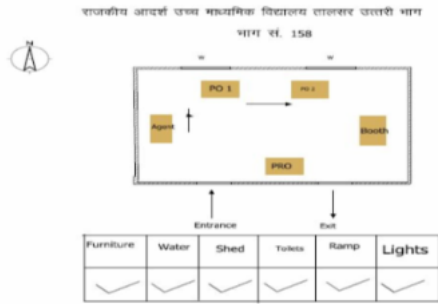 राजकीय आदर्श उच्च माध्यमिक विद्यालय तालसर उत्तरी भाग
भाग सं. 158
N
W W
PO 1 PO 2
Agent
Booth
PRO
Entrance Exit
Furniture Water Shed Toilets Ramp Lights